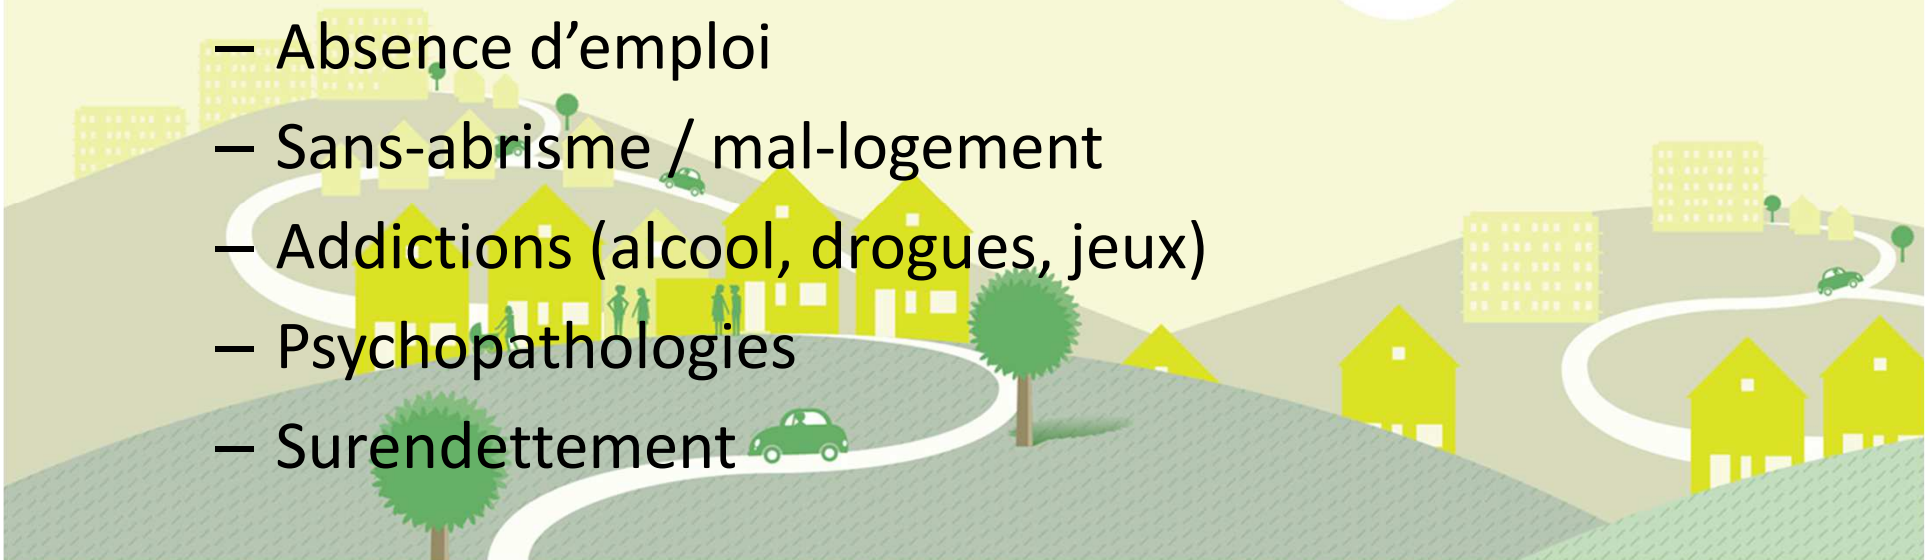 – Absence d’emploi
– Sans-abrisme / mal-logement
– Addictions (alcool, drogues, jeux)
– Psychopathologies
– Surendettement